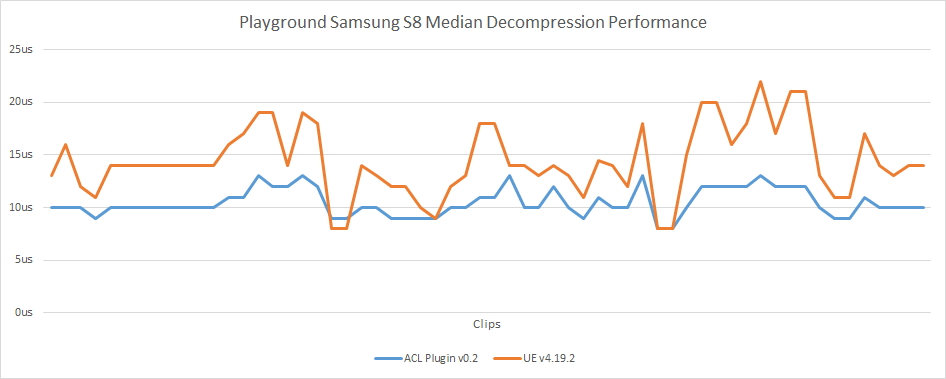 Playground Samsung S8 Median Decompression Performance
25us
20us
15us
10us
5us
0us
Clips
ACL Plugin v0.2 UE v4.19.2